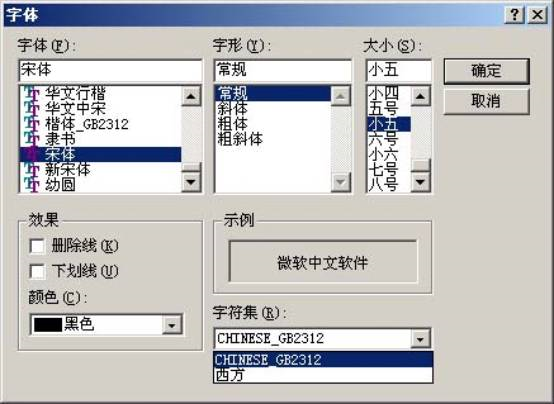 字体
字体(F):
宋体
华文行楷
华文中宋
楷体_GB2312
隶书
宋体
新宋体
幼圆
字形(Y):
常规
常规
斜体
粗体
粗斜体
大小(S):
小五
小四
五号
小五
六号
小六
七号
八号
确定
取消
效果
删除线(K)
下划线(U)
颜色(C):
黑色
示例
微软中文软件
字符集(R):
CHINESE_GB2312
CHINESE_GB2312
西方